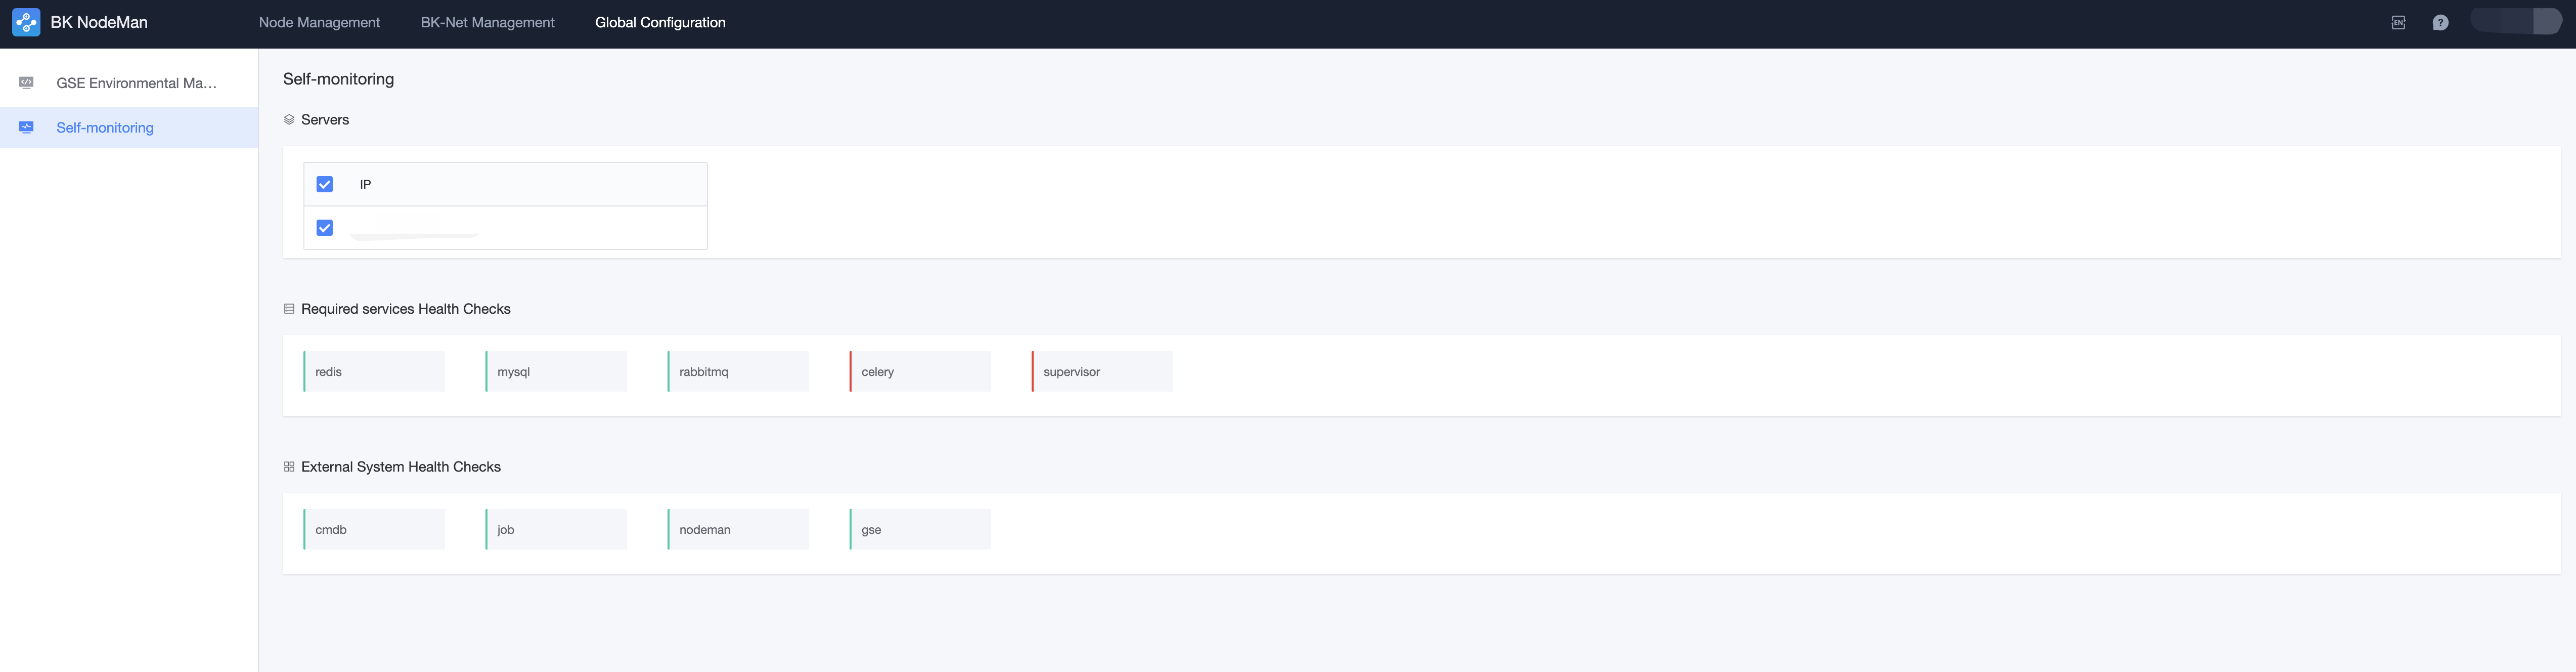 BK NodeMan
Node Management
BK-Net Management
Global Configuration
EN
?
GSE Environmental Ma...
Self-monitoring
Self-monitoring
Servers
IP
Required services Health Checks
redis
mysql
rabbitmq
celery
supervisor
External System Health Checks
cmdb
job
nodeman
gse